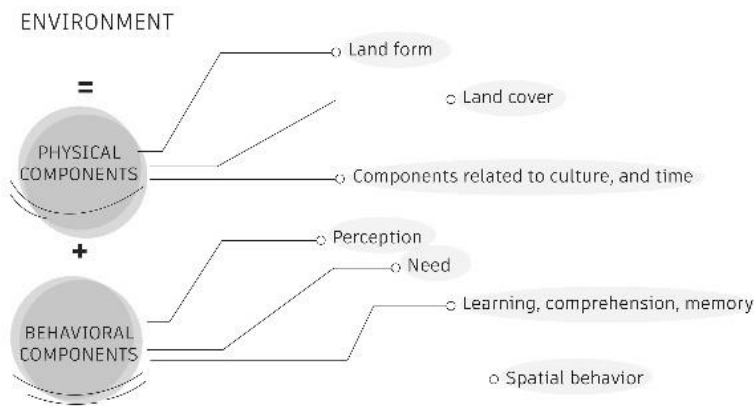 ENVIRONMENT
=
Land form
Land cover
PHYSICAL
COMPONENTS
Components related to culture, and time
+
Perception
Need
Learning, comprehension, memory
BEHAVIORAL
COMPONENTS
Spatial behavior